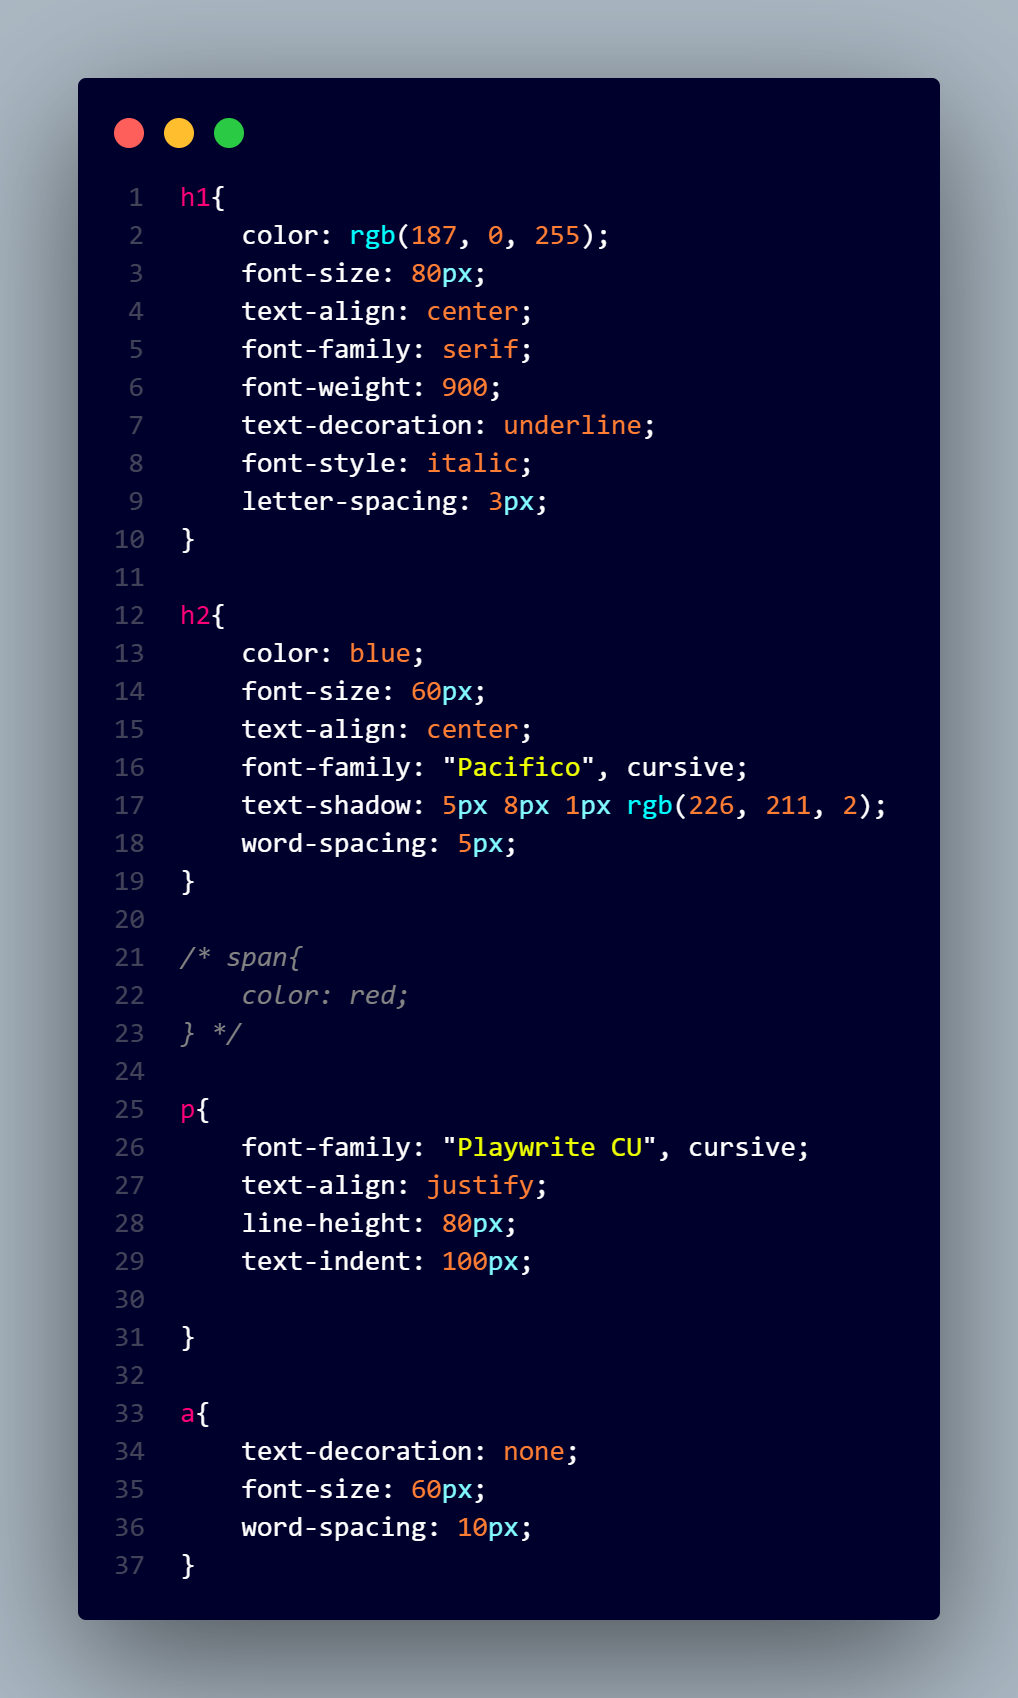 1 h1{
2     color: rgb(187, 0, 255);
3     font-size: 80px;
4     text-align: center;
5     font-family: serif;
6     font-weight: 900;
7     text-decoration: underline;
8     font-style: italic;
9     letter-spacing: 3px;
10 }
11
12 h2{
13     color: blue;
14     font-size: 60px;
15     text-align: center;
16     font-family: "Pacifico", cursive;
17     text-shadow: 5px 8px 1px rgb(226, 211, 2);
18     word-spacing: 5px;
19 }
20
21 /* span{
22     color: red;
23 } */
24
25 p{
26     font-family: "Playwrite CU", cursive;
27     text-align: justify;
28     line-height: 80px;
29     text-indent: 100px;
30
31 }
32
33 a{
34     text-decoration: none;
35     font-size: 60px;
36     word-spacing: 10px;
37 }